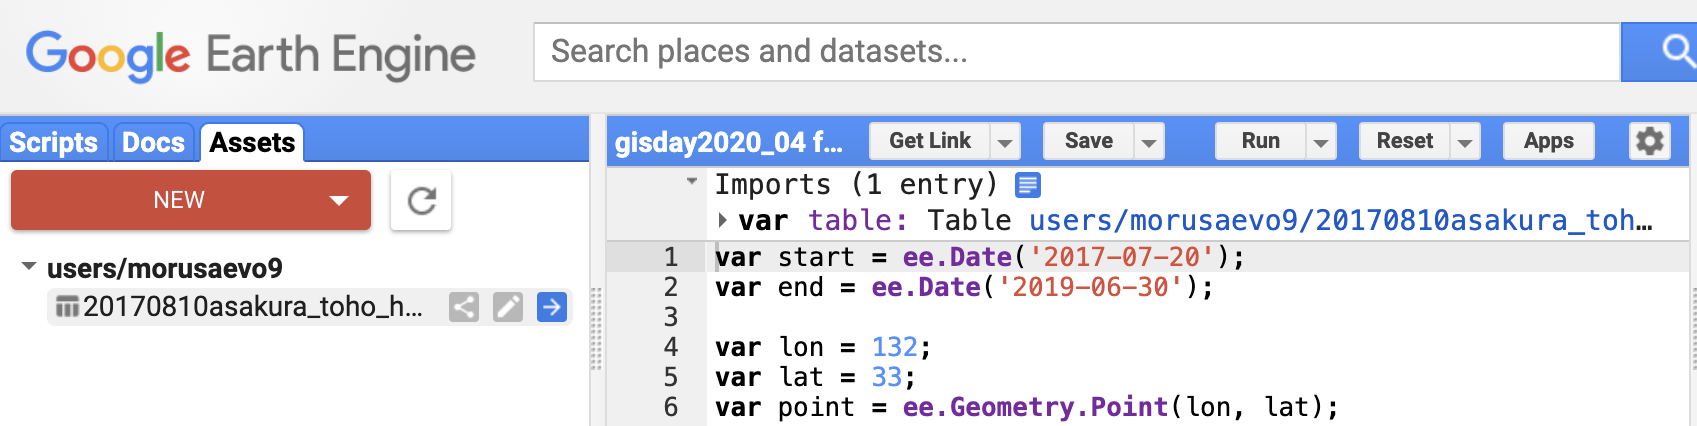 Google Earth Engine
Search places and datasets...
Scripts
Docs
Assets
NEW
users/morusaevo9
20170810asakura_toho_h...
gisday2020_04 f...
Get Link
Save
Run
Reset
Apps
Imports (1 entry)
var table: Table users/morusaevo9/20170810asakura_toh…
1 var start = ee.Date('2017-07-20');
2 var end = ee.Date('2019-06-30');
3
4 var lon = 132;
5 var lat = 33;
6 var point = ee.Geometry.Point(lon, lat);